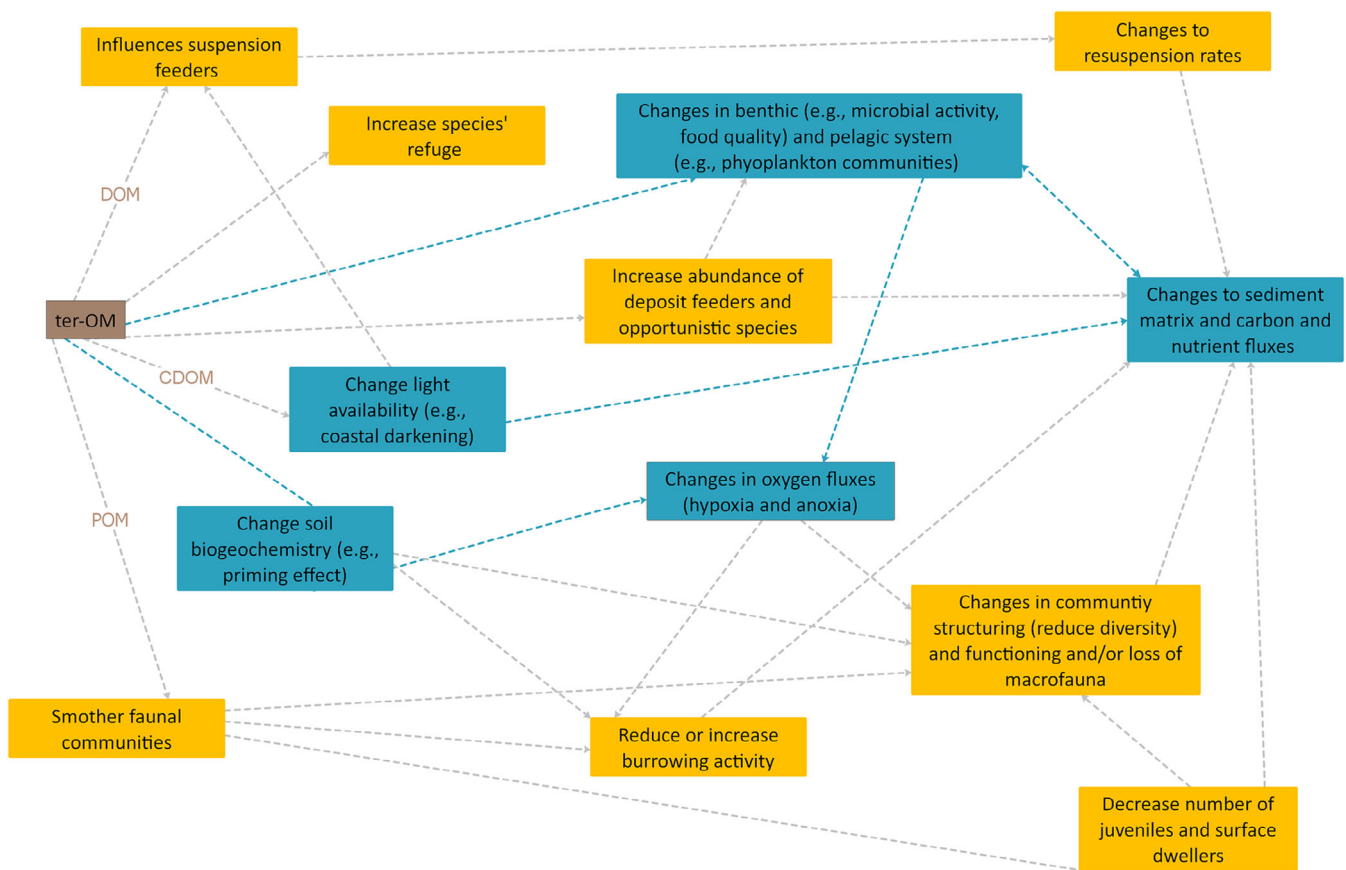 Influences suspension
feeders
Changes to
resuspension rates
Increase species'
refuge
Changes in benthic (e.g., microbial activity,
food quality) and pelagic system
(e.g., phyoplankton communities)
DOM
Increase abundance of
deposit feeders and
opportunistic species
Changes to sediment
matrix and carbon and
nutrient fluxes
ter-OM
CDOM
Change light
availability (e.g.,
coastal darkening)
Changes in oxygen fluxes
(hypoxia and anoxia)
POM
Change soil
biogeochemistry (e.g.,
priming effect)
Changes in communtiy
structuring (reduce diversity)
and functioning and/or loss of
macrofauna
Smother faunal
communities
Reduce or increase
burrowing activity
Decrease number of
juveniles and surface
dwellers